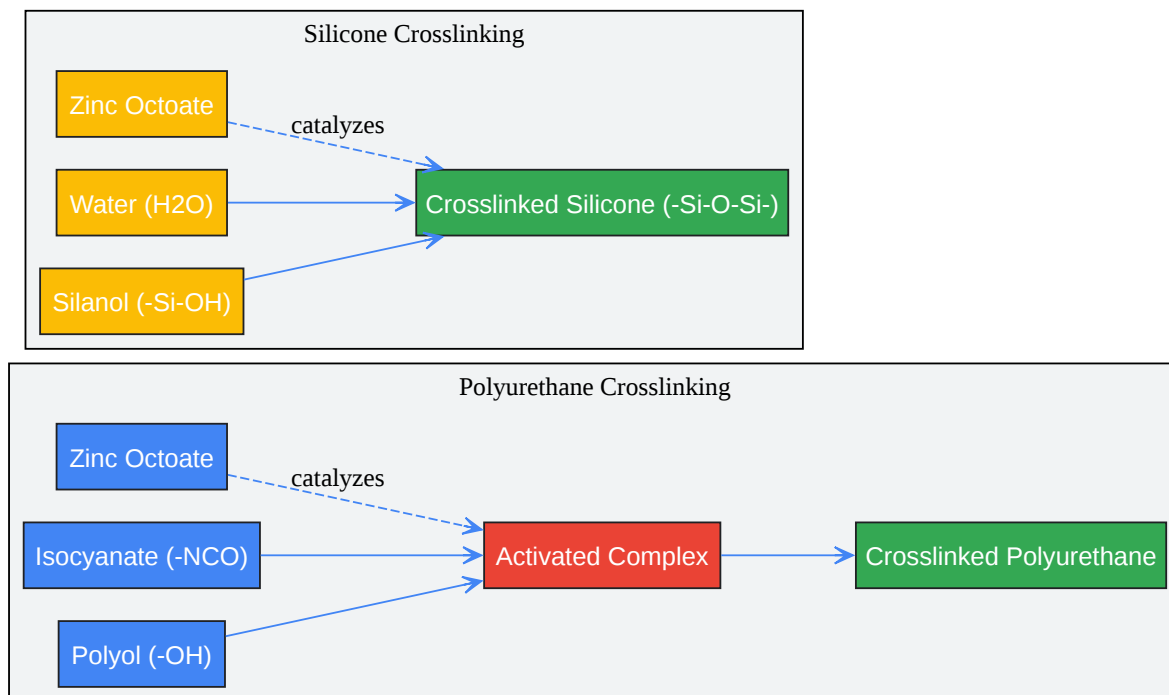 Silicone Crosslinking
Zinc Octoate
catalyzes
Water (H2O)
Crosslinked Silicone (-Si-O-Si-)
Silanol (-Si-OH)
Polyurethane Crosslinking
Zinc Octoate
catalyzes
Isocyanate (-NCO)
Activated Complex
Crosslinked Polyurethane
Polyol (-OH)